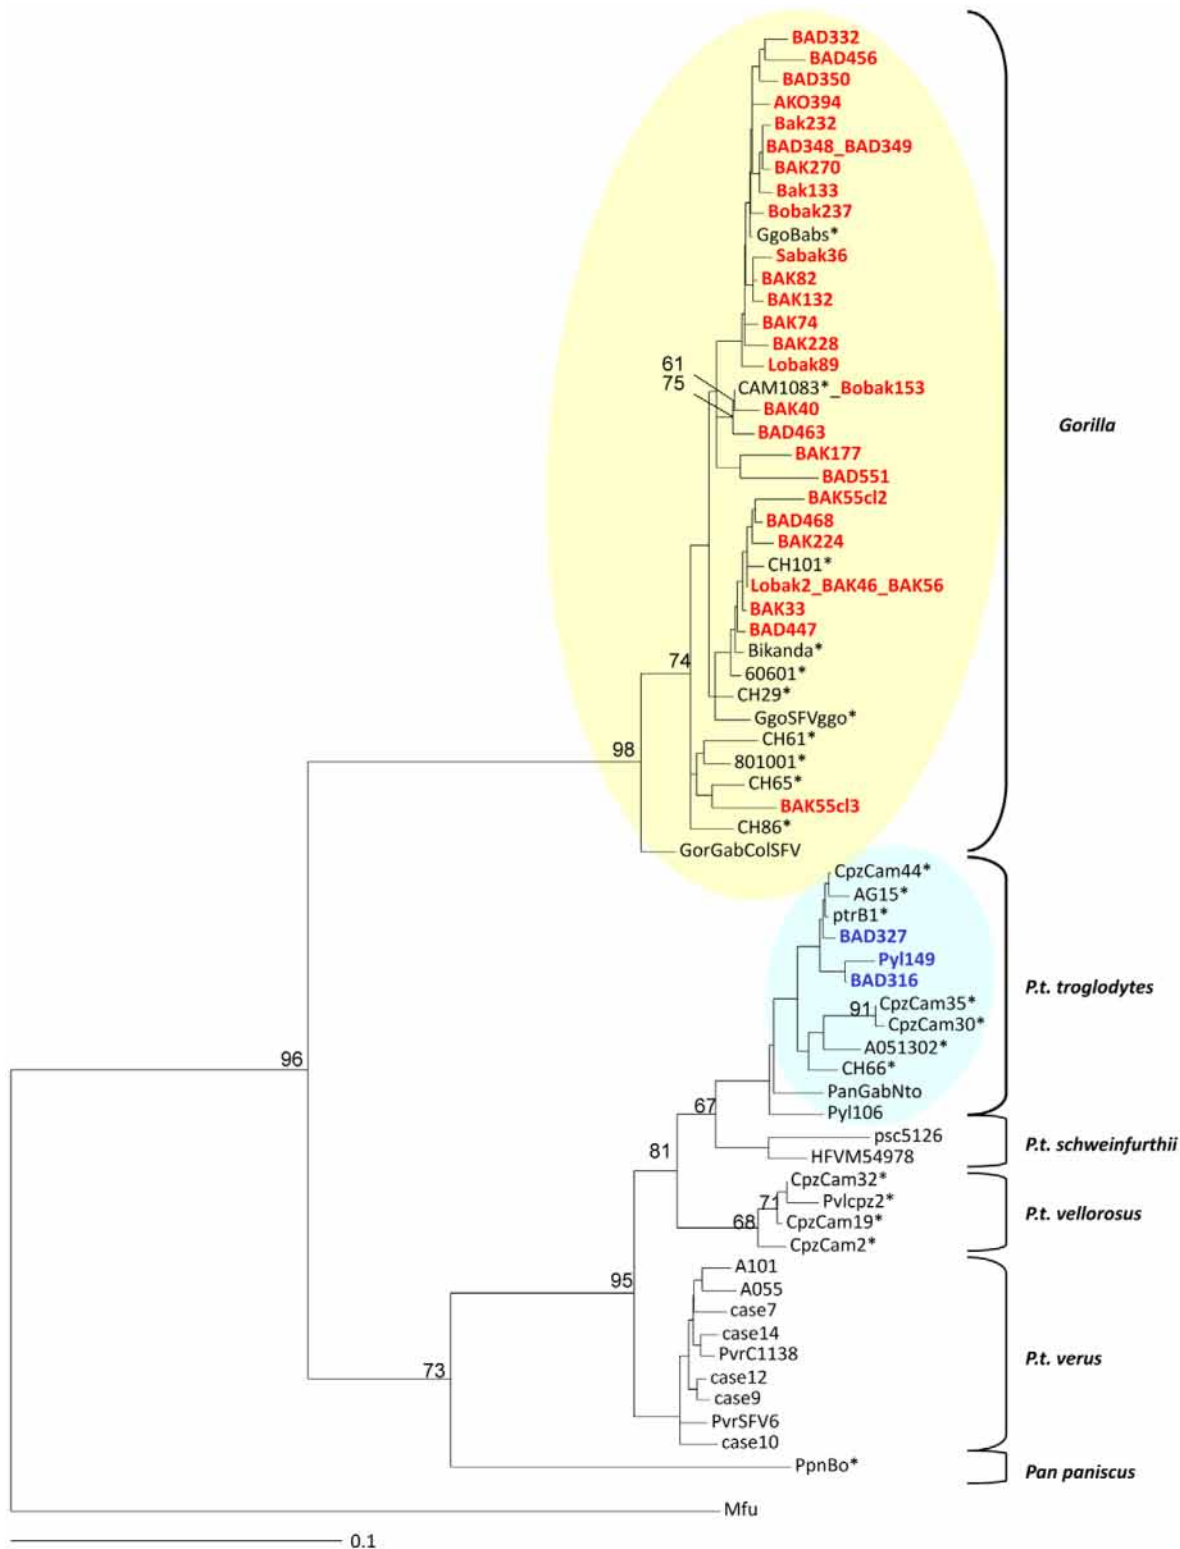 BAD332
BAD456
BAD350
AKO394
Bak232
BAD348_BAD349
BAK270
Bak133
Bobak237
GgoBabs*
Sabak36
BAK82
BAK132
BAK74
BAK228
Lobak89
61
75
CAM1083*_Bobak153
BAK40
Gorilla
BAD463
BAK177
BAD551
BAK55cl2
BAD468
BAK224
CH101*
Lobak2_BAK46_BAK56
BAK33
BAD447
Bikanda*
74
60601*
CH29*
GgoSFVggo*
CH61*
98
801001*
CH65*
BAK55cl3
CH86*
GorGabColSFV
CpzCam44*
AG15*
ptrB1*
BAD327
Pyl149
BAD316
P.t. troglodytes
91
CpzCam35*
CpzCam30*
A051302*
96
CH66*
PanGabNto
67
Pyl106
psc5126
P.t. schweinfurthii
81
HFVM54978
CpzCam32*
71
Pvlcpz2*
P.t. vellorosus
68
CpzCam19*
CpzCam2*
A101
95
A055
case7
case14
PvrC1138
P.t. verus
73
case12
case9
PvrSFV6
case10
PpnBo*
Pan paniscus
Mfu
0.1